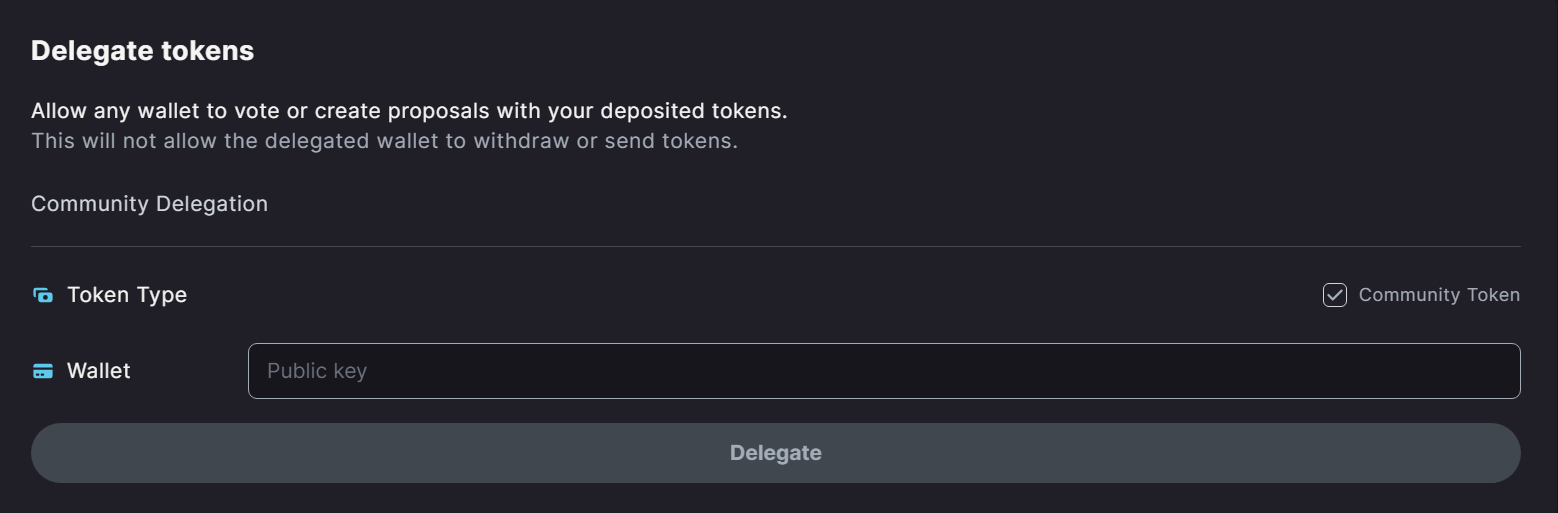 Delegate tokens
Allow any wallet to vote or create proposals with your deposited tokens.
This will not allow the delegated wallet to withdraw or send tokens.
Community Delegation
Token Type
Community Token
Wallet
Public key
Delegate